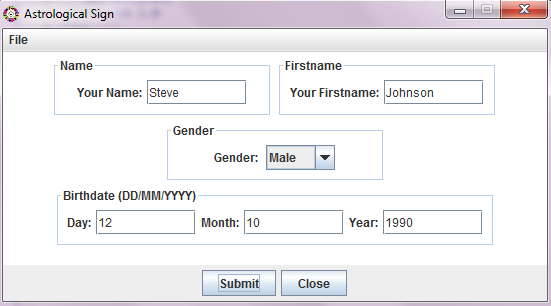 Astrological Sign
File
Name
Your Name: Steve
Firstname
Your Firstname: Johnson
Gender
Gender: Male
Birthdate (DD/MM/YYYY)
Day: 12 Month: 10 Year: 1990
Submit Close